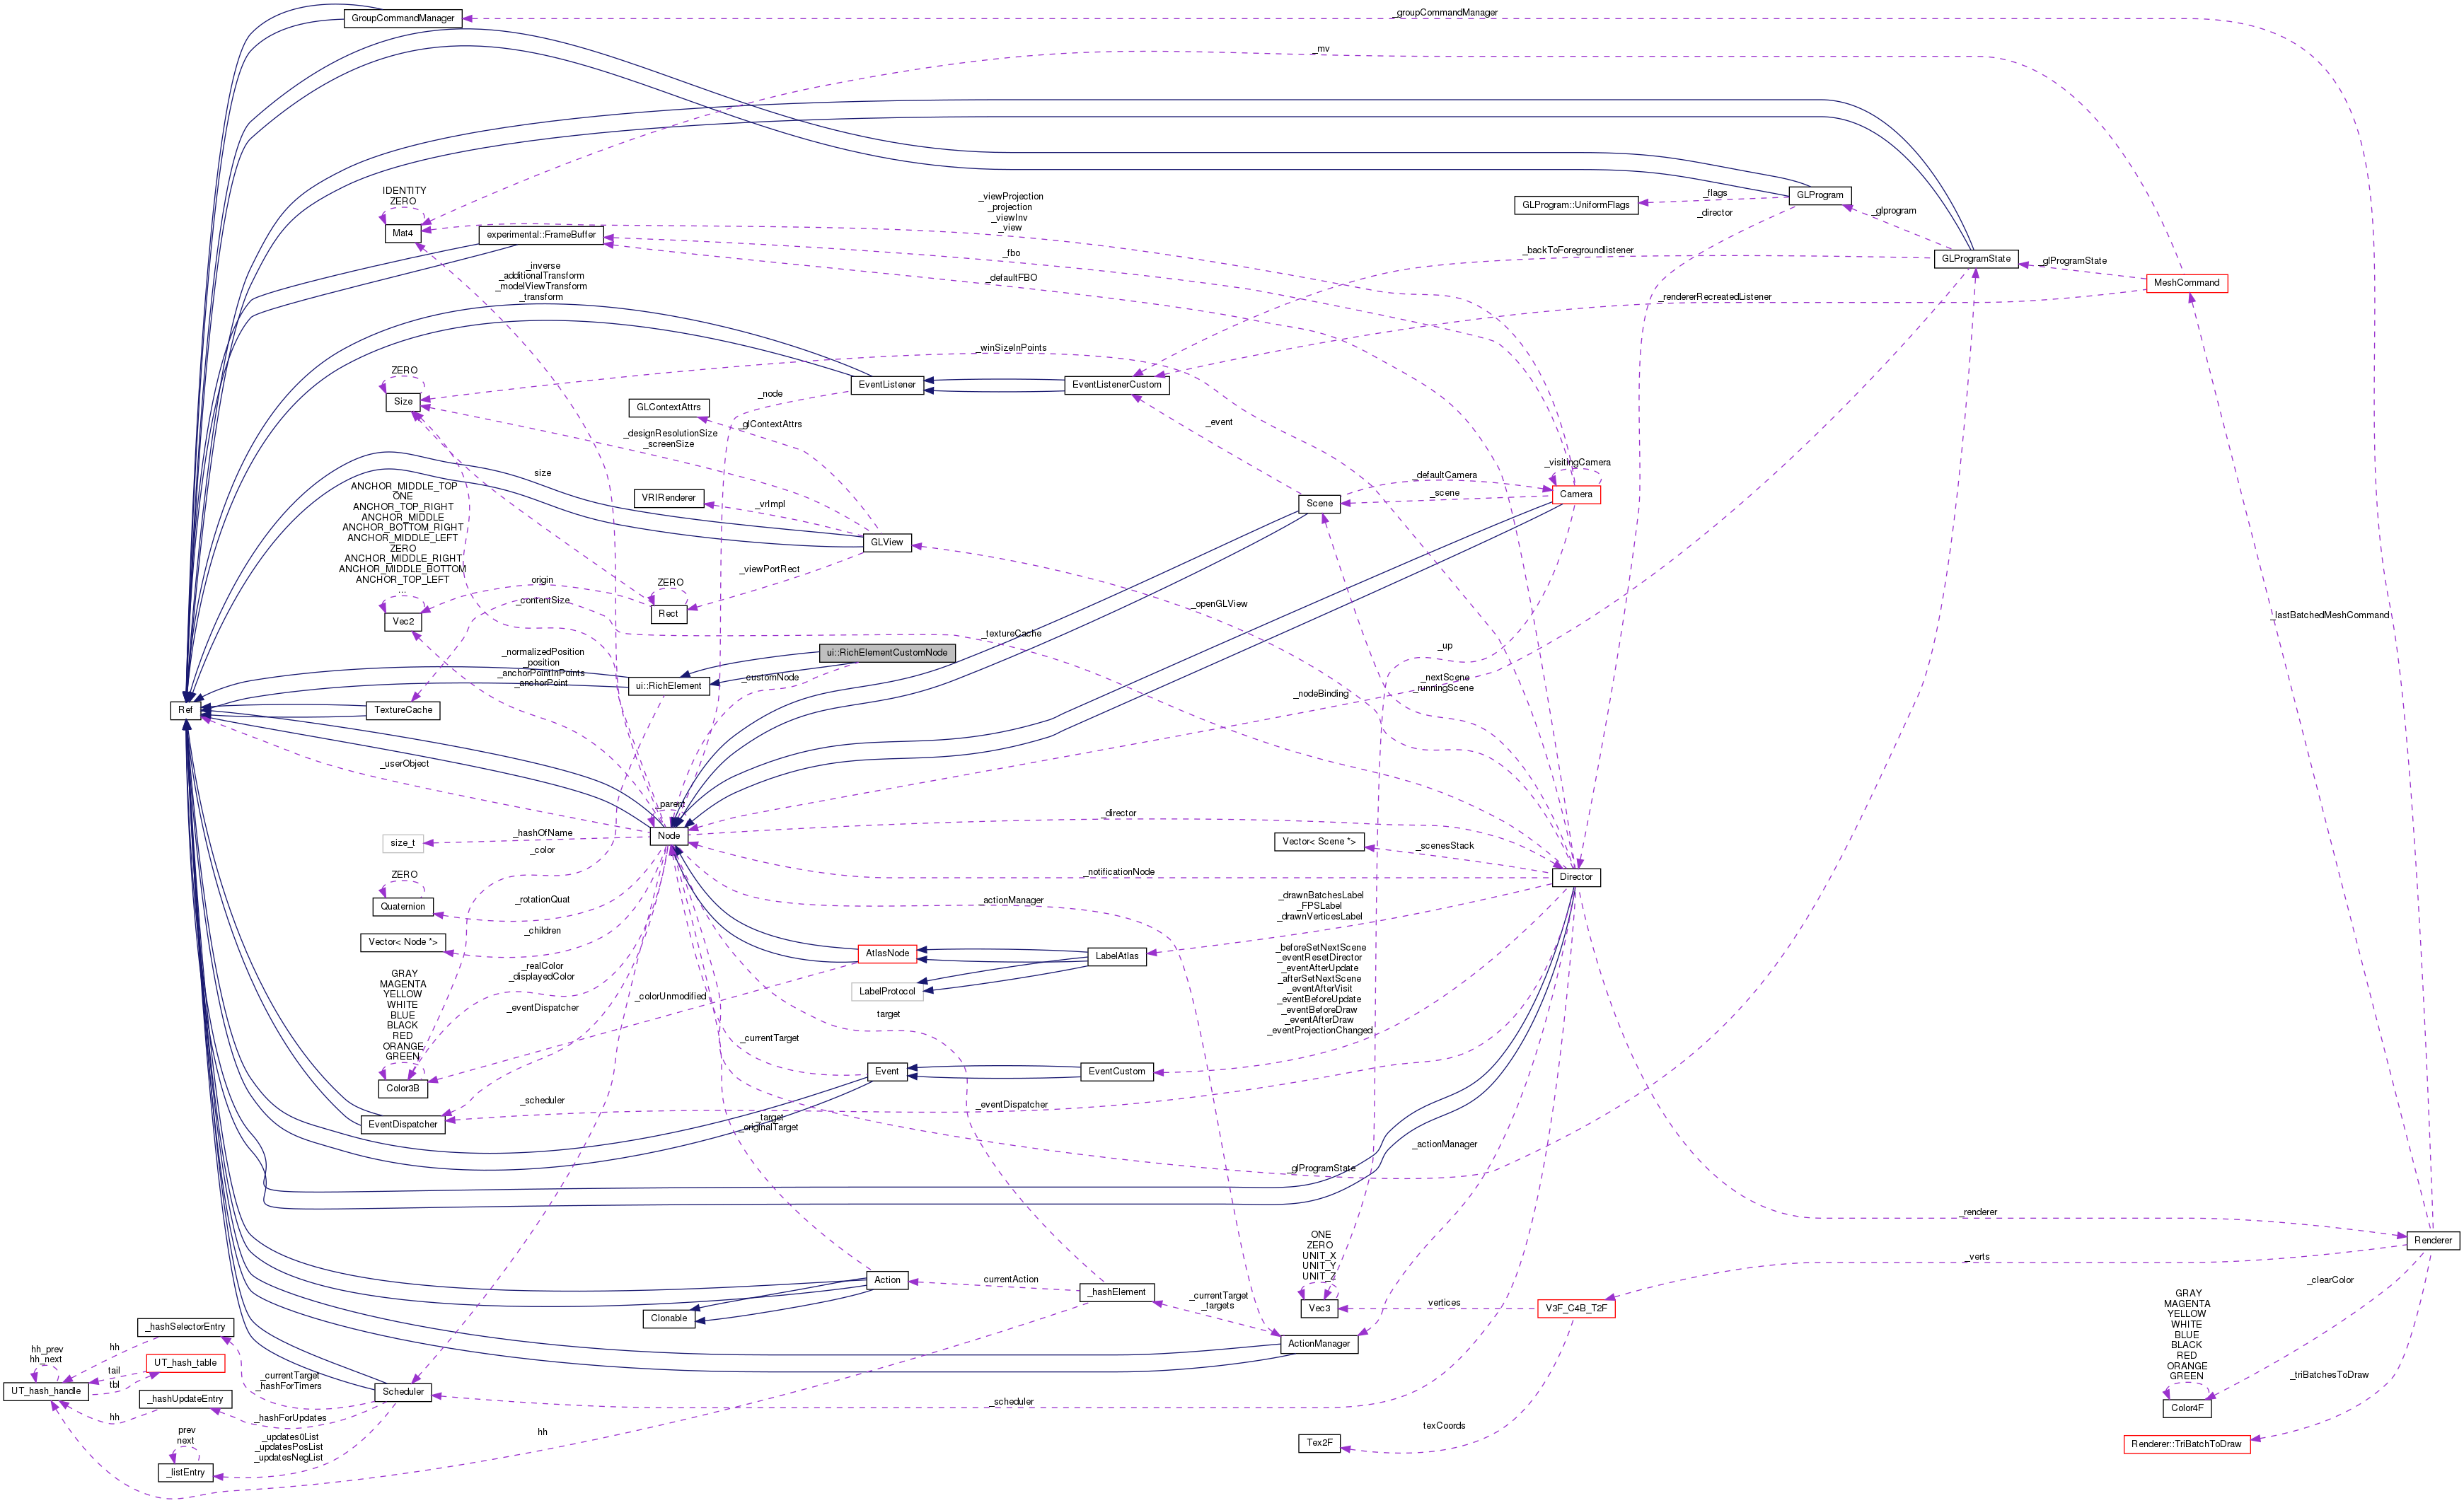 GroupCommandManager
_groupCommandManager
_mv
IDENTITY
ZERO
Mat4
experimental::FrameBuffer
_viewProjection
_projection
_viewInv
_view
GLProgram::UniformFlags
_flags
GLProgram
_director
_glprogram
_fbo
_backToForegroundlistener
GLProgramState
_glProgramState
MeshCommand
_inverse
_additionalTransform
_modelViewTransform
_transform
_defaultFBO
_rendererRecreatedListener
_winSizeInPoints
ZERO
Size
EventListener
EventListenerCustom
_node
GLContextAttrs
_glContextAttrs
_event
_designResolutionSize
_screenSize
size
_visitingCamera
_defaultCamera
Camera
_scene
Scene
VRIRenderer
_vrImpl
ANCHOR_MIDDLE_TOP
ONE
ANCHOR_TOP_RIGHT
ANCHOR_MIDDLE
ANCHOR_BOTTOM_RIGHT
ANCHOR_MIDDLE_LEFT
ZERO
ANCHOR_MIDDLE_RIGHT
ANCHOR_MIDDLE_BOTTOM
ANCHOR_TOP_LEFT
...
Vec2
GLView
_viewPortRect
origin
ZERO
Rect
_contentSize
_openGLView
_lastBatchedMeshCommand
_textureCache
_up
_normalizedPosition
_position
_anchorPointInPoints
_anchorPoint
ui::RichElementCustomNode
ui::RichElement
_customNode
_nodeBinding
_nextScene
_runningScene
Ref
TextureCache
_userObject
_parent
Node
_director
size_t
_hashOfName
_color
Vector< Scene *>
_scenesStack
Director
_notificationNode
ZERO
Quaternion
_rotationQuat
_actionManager
_drawnBatchesLabel
_FPSLabel
_drawnVerticesLabel
Vector< Node *>
_children
AtlasNode
LabelAtlas
LabelProtocol
_realColor
_displayedColor
_colorUnmodified
_eventDispatcher
target
_beforeSetNextScene
_eventResetDirector
_eventAfterUpdate
_afterSetNextScene
_eventAfterVisit
_eventBeforeUpdate
_eventBeforeDraw
_eventAfterDraw
_eventProjectionChanged
GRAY
MAGENTA
YELLOW
WHITE
BLUE
BLACK
RED
ORANGE
GREEN
Color3B
_currentTarget
Event
EventCustom
EventDispatcher
_scheduler
_eventDispatcher
_target
_originalTarget
_glProgramState
_actionManager
_renderer
Renderer
_verts
ONE
ZERO
UNIT_X
UNIT_Y
UNIT_Z
Vec3
Action
currentAction
_hashElement
Clonable
_currentTarget
_targets
ActionManager
vertices
V3F_C4B_T2F
_clearColor
GRAY
MAGENTA
YELLOW
WHITE
BLUE
BLACK
RED
ORANGE
GREEN
Color4F
_hashSelectorEntry
hh
hh_prev
hh_next
UT_hash_handle
tail
tbl
UT_hash_table
_hashUpdateEntry
hh
_currentTarget
_hashForTimers
Scheduler
_hashForUpdates
_scheduler
_triBatchesToDraw
prev
next
_listEntry
_updates0List
_updatesPosList
_updatesNegList
hh
texCoords
Tex2F
Renderer::TriBatchToDraw